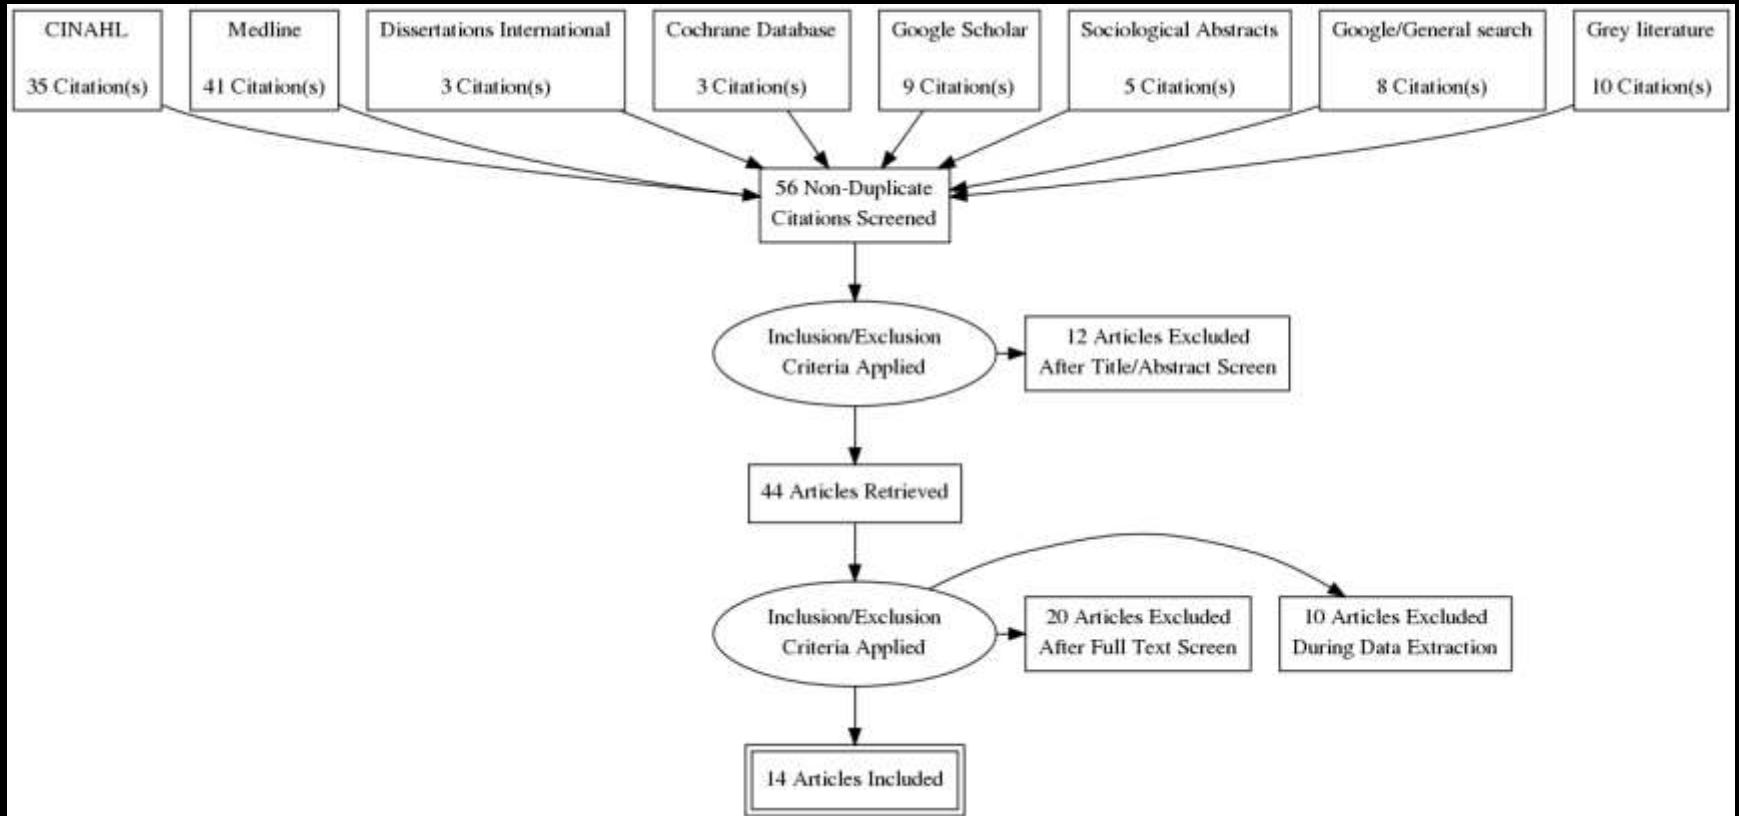 CINAHL
35 Citation(s)
Medline
41 Citation(s)
Dissertations International
3 Citation(s)
Cochrane Database
3 Citation(s)
Google Scholar
9 Citation(s)
Sociological Abstracts
5 Citation(s)
Google/General search
8 Citation(s)
Grey literature
10 Citation(s)
56 Non-Duplicate
Citations Screened
Inclusion/Exclusion
Criteria Applied
12 Articles Excluded
After Title/Abstract Screen
44 Articles Retrieved
Inclusion/Exclusion
Criteria Applied
20 Articles Excluded
After Full Text Screen
10 Articles Excluded
During Data Extraction
14 Articles Included